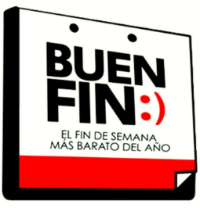 BUEN
FIN:)
EL FIN DE SEMANA
MÁS BARATO DEL AÑO